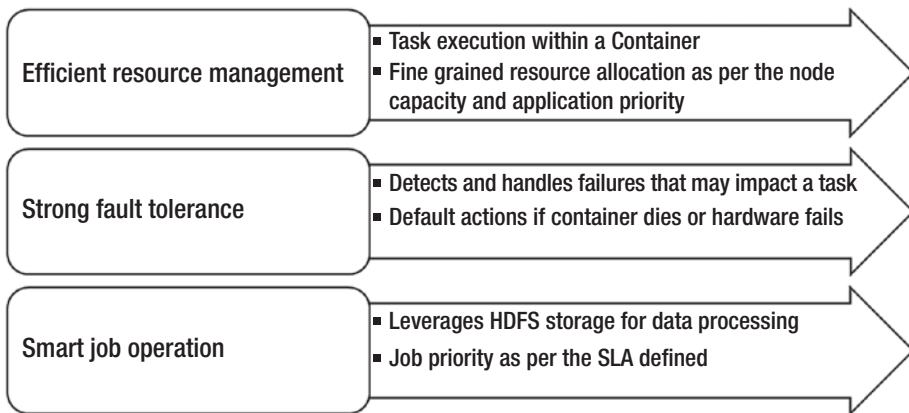 Efficient resource management
▪ Task execution within a Container
▪ Fine grained resource allocation as per the node
capacity and application priority
Strong fault tolerance
▪ Detects and handles failures that may impact a task
▪ Default actions if container dies or hardware fails
Smart job operation
▪ Leverages HDFS storage for data processing
▪ Job priority as per the SLA defined